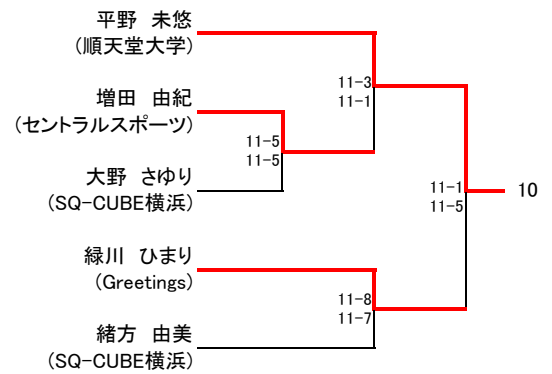 平野　未悠
(順天堂大学)
11-3
11-1
増田　由紀
(セントラルスポーツ)
11-5
11-5
大野　さゆり
(SQ-CUBE横浜)
11-1
11-5
10
緑川　ひまり
(Greetings)
11-8
11-7
緒方　由美
(SQ-CUBE横浜)